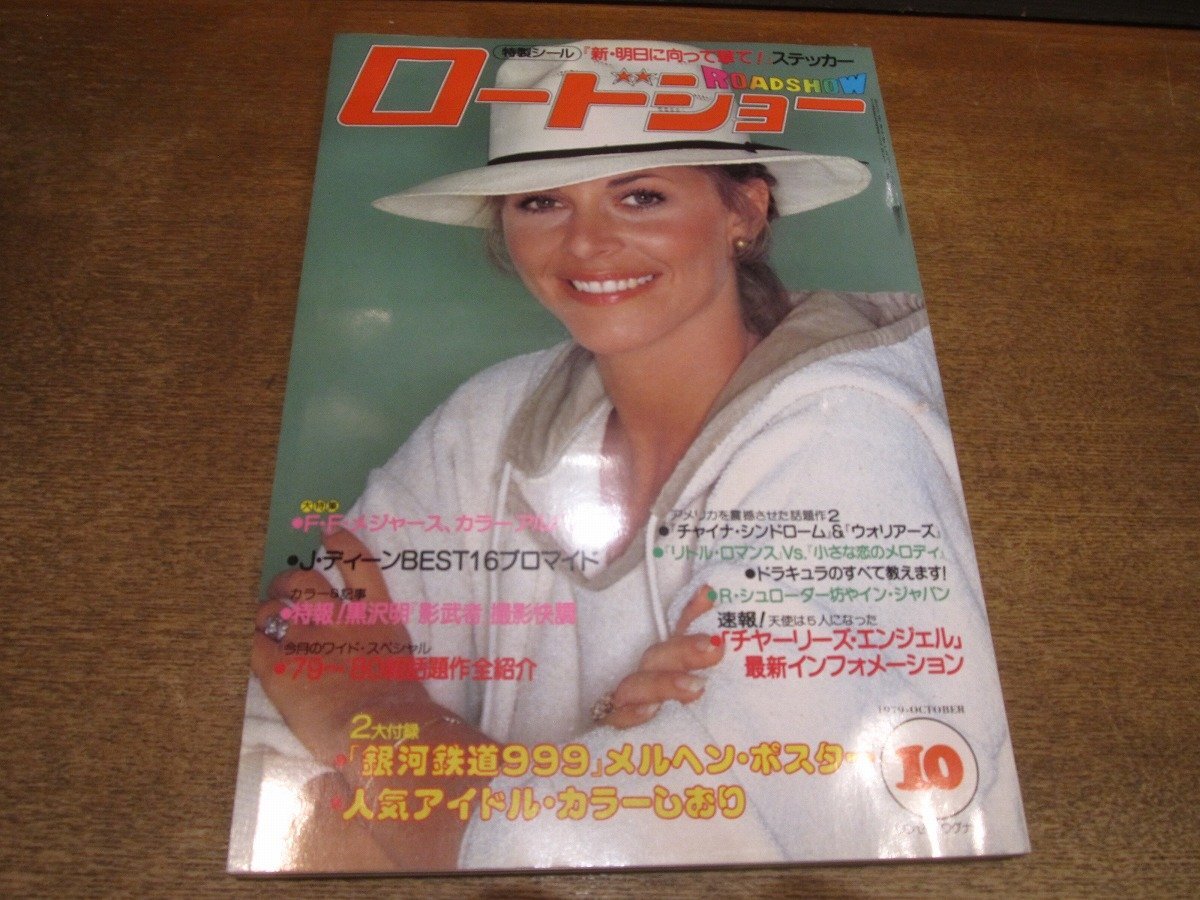 特製シール『新・明日に向って撃て！』ステッカー
ロードショー
ROADSHOW
大特集
●F・F・メジャース、カラーアル
●J・ディーンBEST16ブロマイド
カラー&記事
●特報！黒沢明"影武者"撮影快調
今月のワイド・スペシャル
●'79〜'80話題作全紹介
アメリカを震撼させた話題作2
●『チャイナ・シンドローム』&『ウォリアーズ』
●『リトル・ロマンス』Vs.『小さな恋のメロディ』
●ドラキュラのすべて教えます！
●R・シュローダー坊やイン・ジャパン
速報！天使は5人になった
●「チャーリーズ・エンジェル」
最新インフォメーション
2大付録
●「銀河鉄道999」メルヘン・ポスター
●人気アイドル・カラーしおり
1979・OCTOBER
10